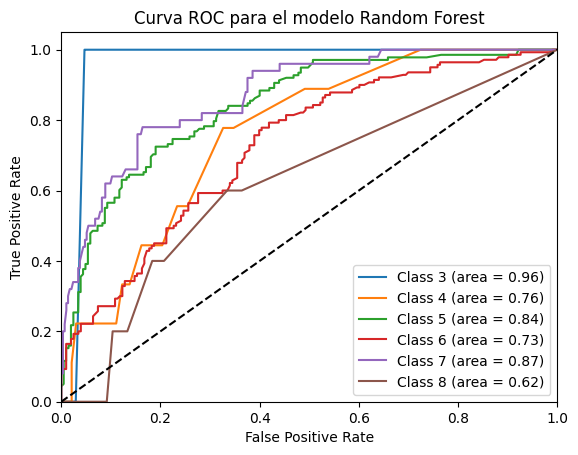 Curva ROC para el modelo Random Forest
True Positive Rate
1.0
0.8
0.6
0.4
0.2
0.0
Class 3 (area = 0.96)
Class 4 (area = 0.76)
Class 5 (area = 0.84)
Class 6 (area = 0.73)
Class 7 (area = 0.87)
Class 8 (area = 0.62)
0.0 0.2 0.4 0.6 0.8 1.0
False Positive Rate